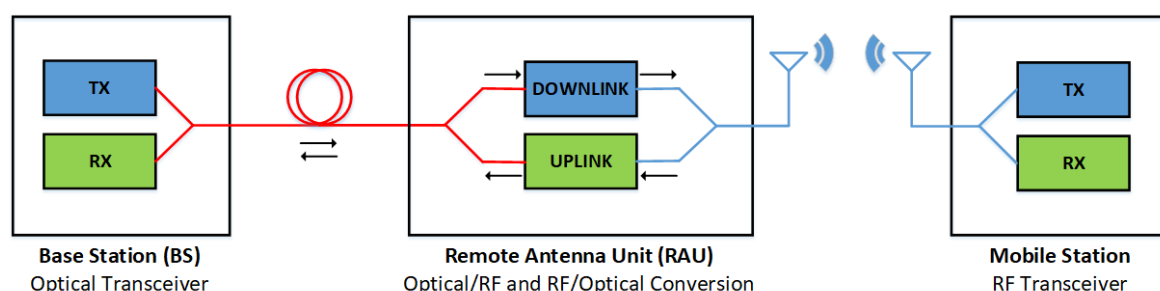 TX
RX
Base Station (BS)
Optical Transceiver
DOWNLINK
UPLINK
Remote Antenna Unit (RAU)
Optical/RF and RF/Optical Conversion
TX
RX
Mobile Station
RF Transceiver